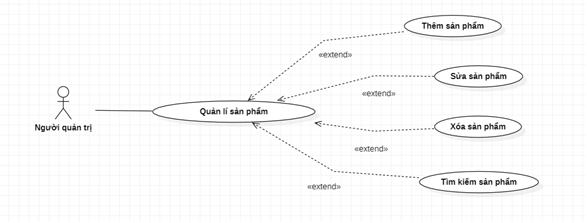 Thêm sản phẩm
«extend»
Sửa sản phẩm
«extend»
Quản lí sản phẩm
Người quản trị
Xóa sản phẩm
«extend»
Tìm kiếm sản phẩm
«extend»